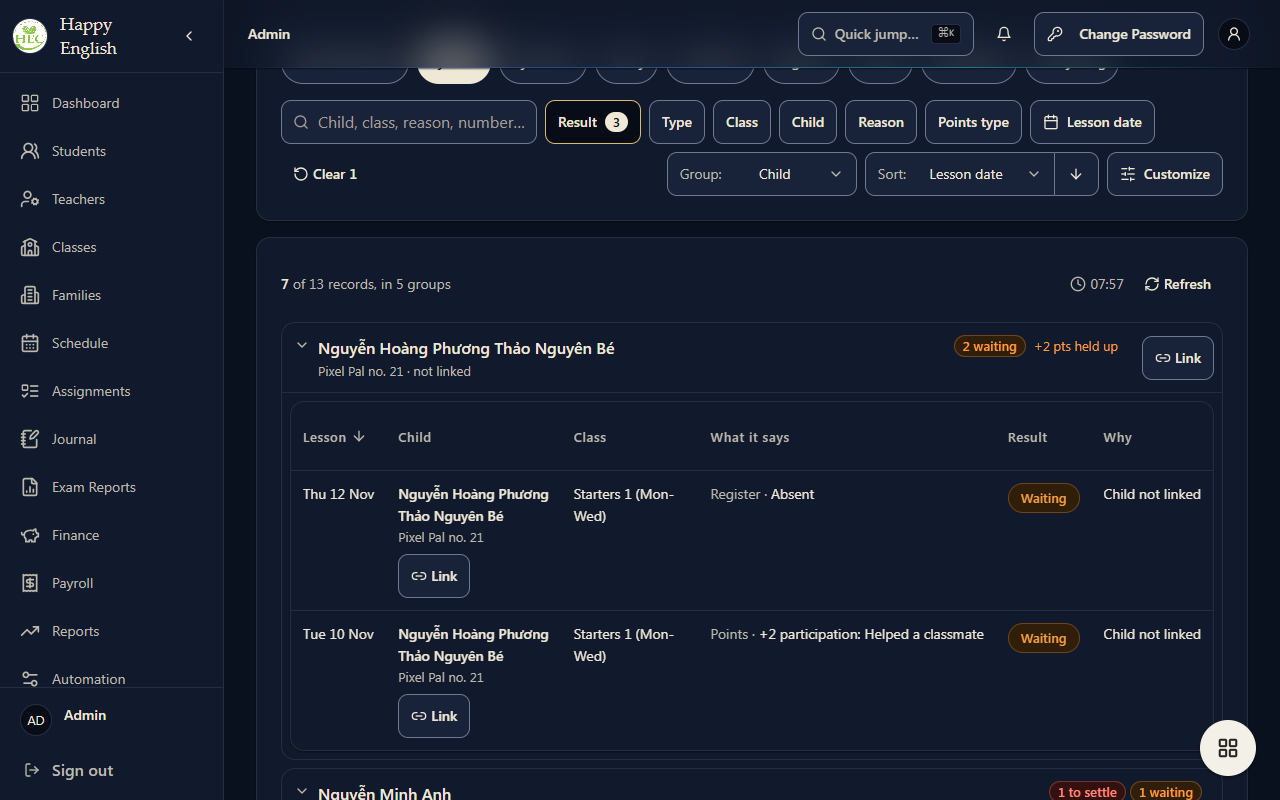 HEC
Happy
English
Admin
Quick jump...
⌘K
Change Password
Dashboard
Students
Teachers
Classes
Families
Schedule
Assignments
Journal
Exam Reports
Finance
Payroll
Reports
Automation
AD
Admin
Sign out
Child, class, reason, number...
Result 3
Type
Class
Child
Reason
Points type
Lesson date
Clear 1
Group: Child
Sort: Lesson date
Customize
7 of 13 records, in 5 groups
07:57
Refresh
Nguyễn Hoàng Phương Thảo Nguyên Bé
Pixel Pal no. 21 · not linked
2 waiting
+2 pts held up
Link
Lesson
Child
Class
What it says
Result
Why
Thu 12 Nov
Nguyễn Hoàng Phương
Thảo Nguyên Bé
Pixel Pal no. 21
Link
Starters 1 (Mon-
Wed)
Register · Absent
Waiting
Child not linked
Tue 10 Nov
Nguyễn Hoàng Phương
Thảo Nguyên Bé
Pixel Pal no. 21
Link
Starters 1 (Mon-
Wed)
Points · +2 participation: Helped a classmate
Waiting
Child not linked
Nguyễn Minh Anh
1 to settle
1 waiting